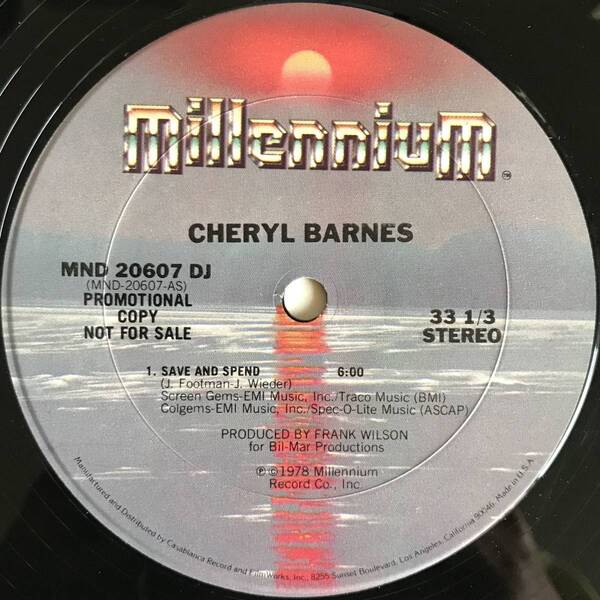 millenniuM
TM
CHERYL BARNES
MND 20607 DJ
(MND-20607-AS)
PROMOTIONAL
COPY
NOT FOR SALE
33 1/3
STEREO
1. SAVE AND SPEND 6:00
(J. Footman-J. Wieder)
Screen Gems-EMI Music, Inc./Traco Music (BMI)
Colgems-EMI Music, Inc./Spec-O-Lite Music (ASCAP)
PRODUCED BY FRANK WILSON
for Bil-Mar Productions
℗©1978 Millennium
Record Co., Inc.
Manufactured and Distributed by Casablanca Record and FilmWorks, Inc., 8255 Sunset Boulevard, Los Angeles, California 90046. Made in U.S.A.